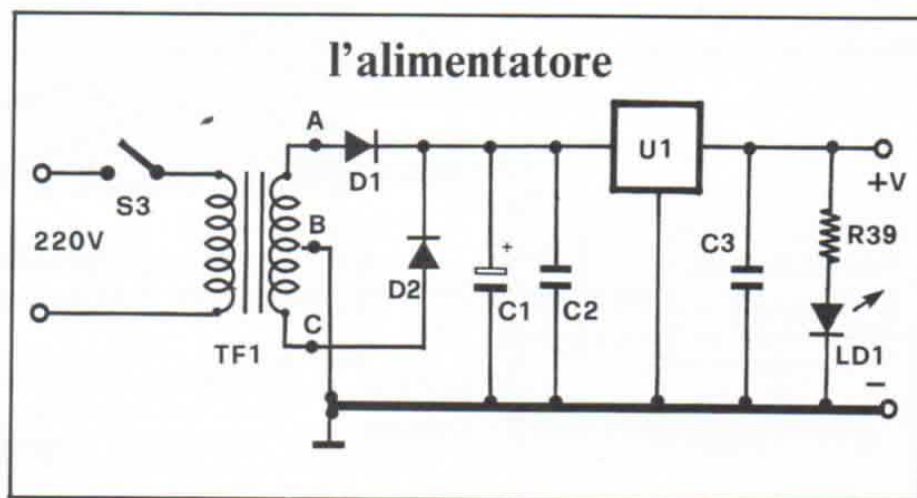 l'alimentatore
A
D1
U1
+V
S3
220V
B
D2
+
C1
C2
C3
R39
C
TF1
LD1
−